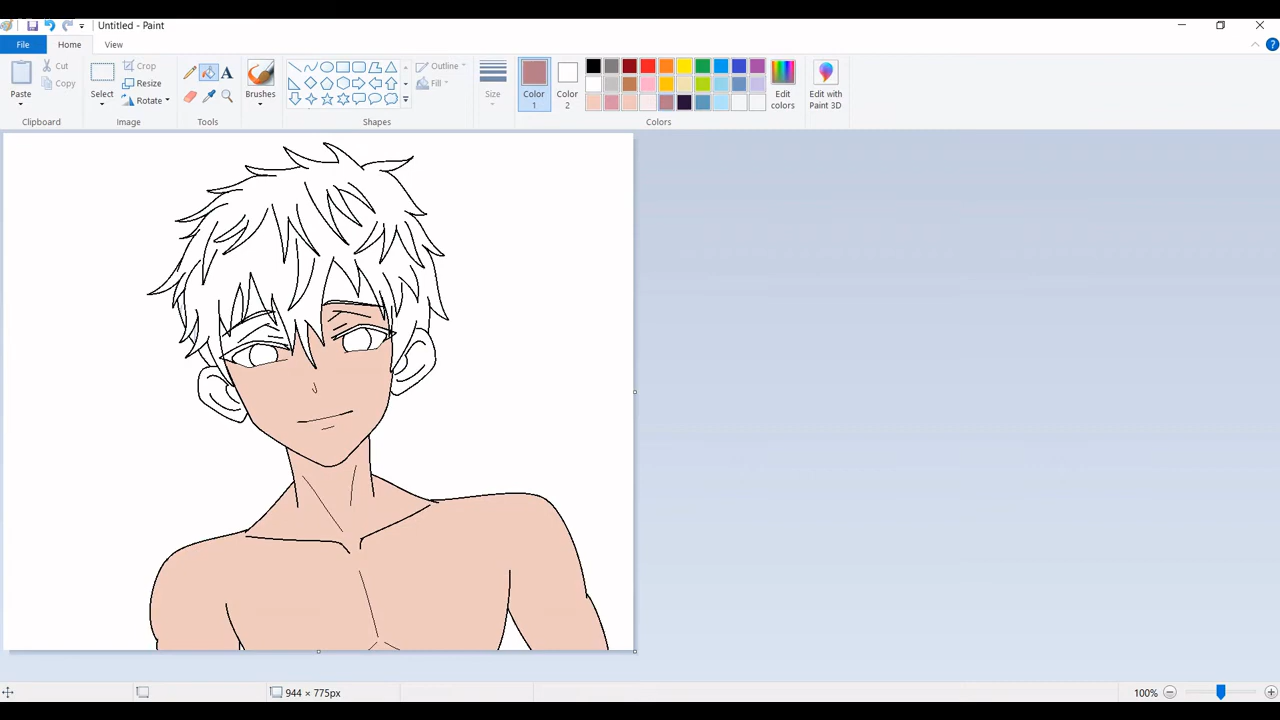 Untitled - Paint
File Home View
Paste
Cut
Copy
Clipboard
Select
Crop
Resize
Rotate
Image
A
Tools
Brushes
Shapes
Outline
Fill
Size
Color 1
Color 2
Colors
Edit colors
Edit with Paint 3D
944 × 775px
100%